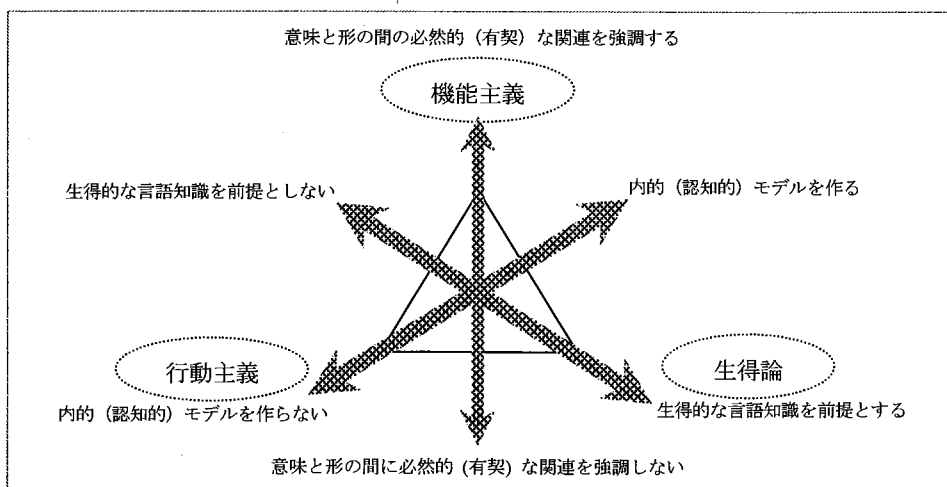 意味と形の間の必然的（有契）な関連を強調する
機能主義
生得的な言語知識を前提としない
内的（認知的）モデルを作る
行動主義
生得論
内的（認知的）モデルを作らない
生得的な言語知識を前提とする
意味と形の間に必然的 (有契) な関連を強調しない